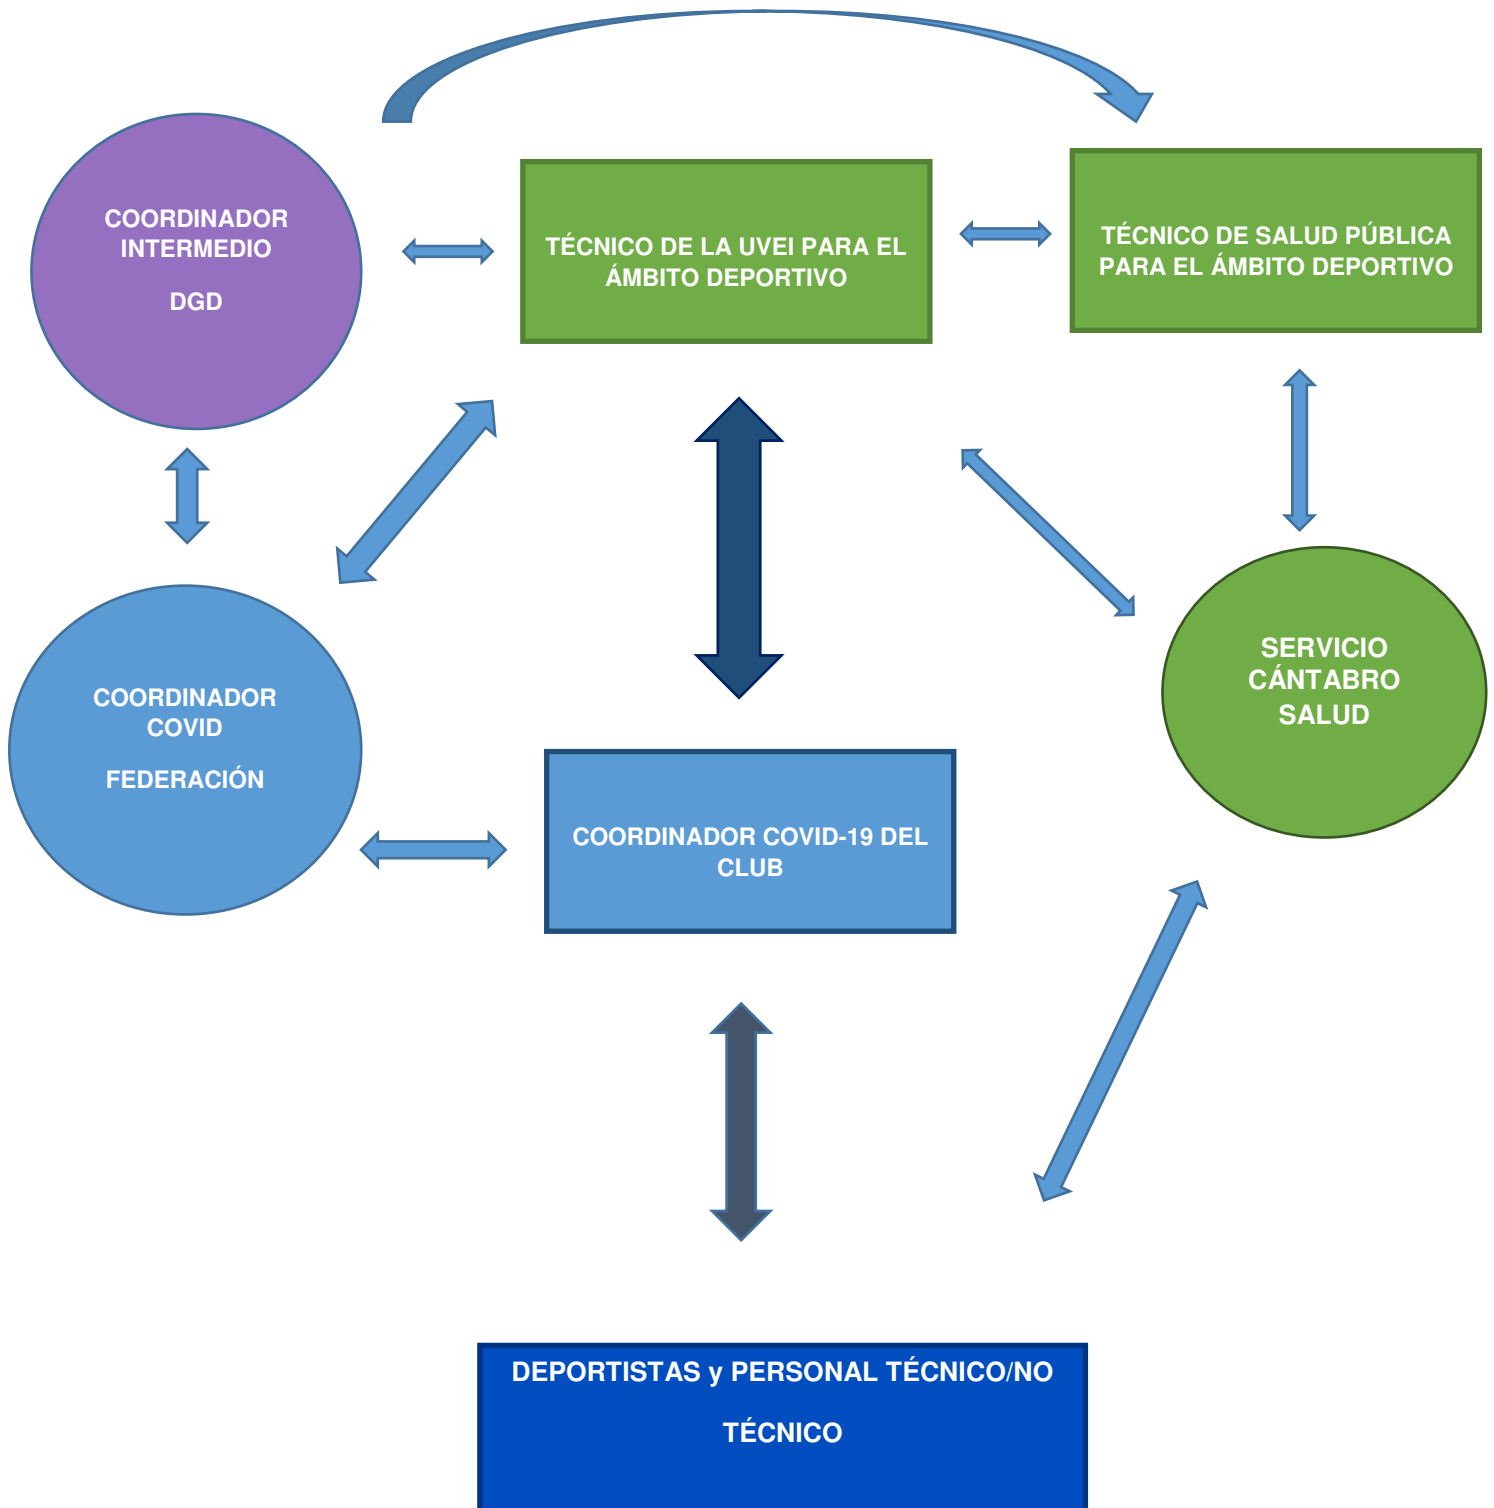 COORDINADOR
INTERMEDIO
DGD
TÉCNICO DE LA UVEI PARA EL
ÁMBITO DEPORTIVO
TÉCNICO DE SALUD PÚBLICA
PARA EL ÁMBITO DEPORTIVO
COORDINADOR
COVID
FEDERACIÓN
SERVICIO
CÁNTABRO
SALUD
COORDINADOR COVID-19 DEL
CLUB
DEPORTISTAS y PERSONAL TÉCNICO/NO
TÉCNICO